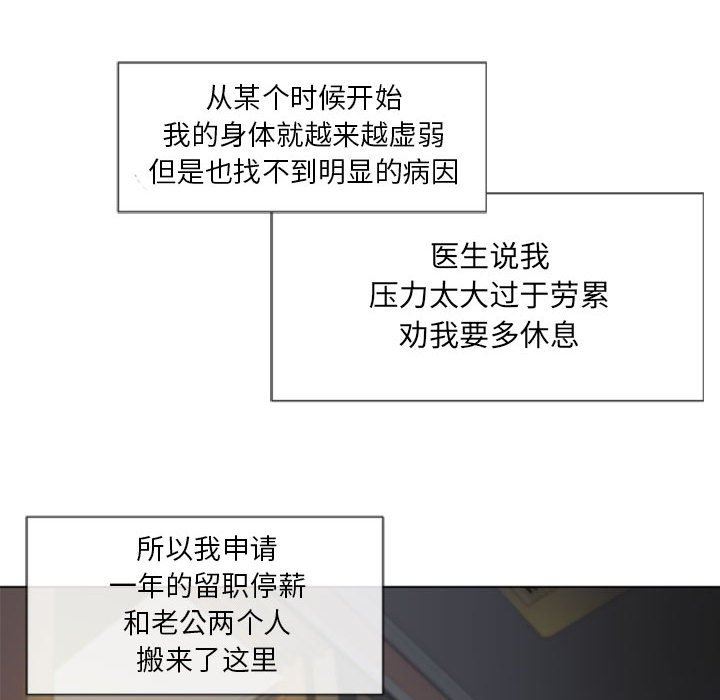 从某个时候开始
我的身体就越来越虚弱
但是也找不到明显的病因
医生说我
压力太大过于劳累
劝我要多休息
所以我申请
一年的留职停薪
和老公两个人
搬来了这里